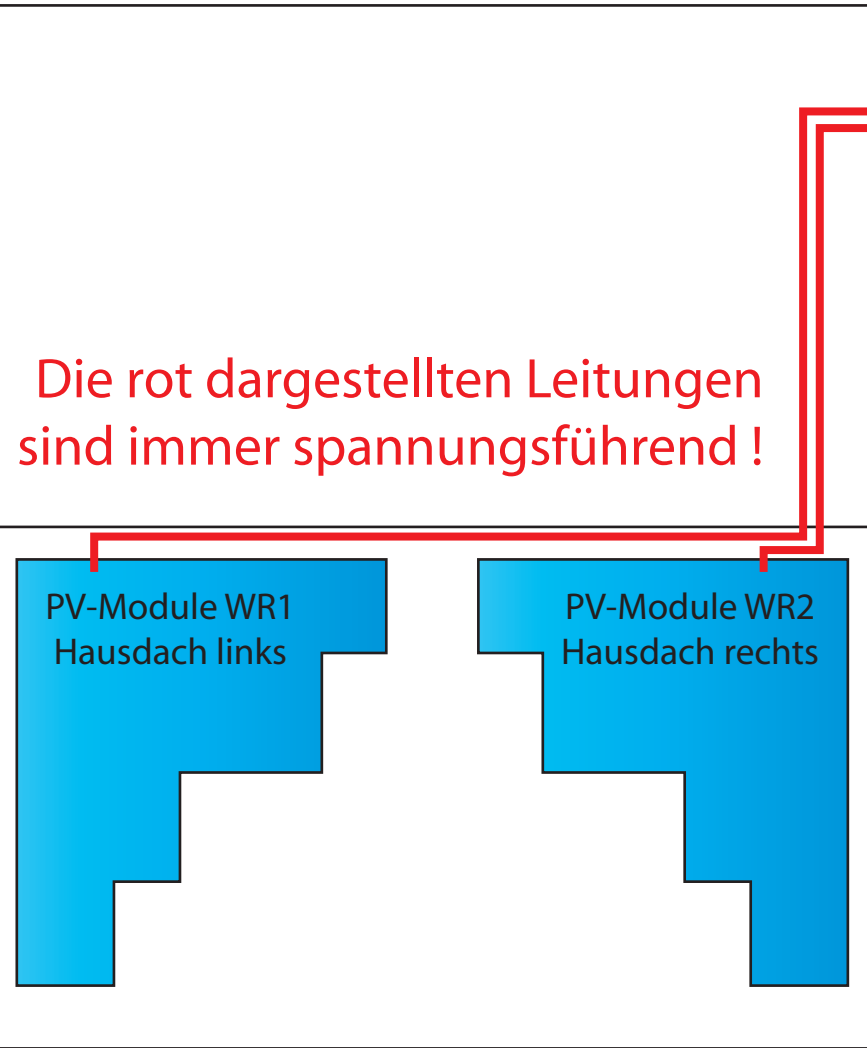 Die rot dargestellten Leitungen
sind immer spannungsführend !
PV-Module WR1
Hausdach links
PV-Module WR2
Hausdach rechts